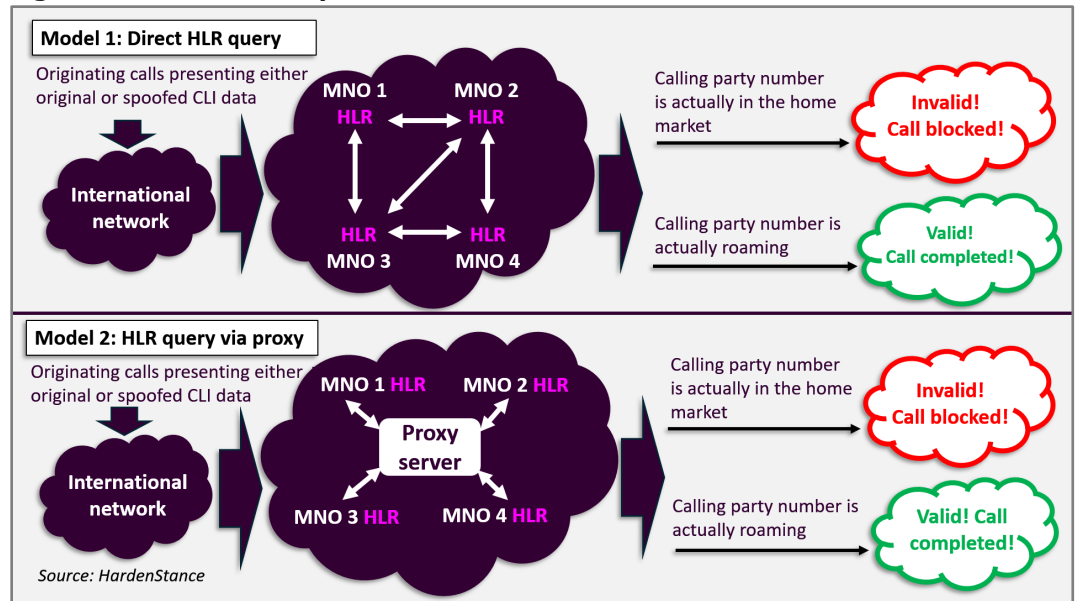 Model 1: Direct HLR query
Originating calls presenting either
original or spoofed CLI data
International
network
MNO 1
HLR
MNO 2
HLR
HLR
MNO 3
HLR
MNO 4
Calling party number
is actually in the home
market
Invalid!
Call blocked!
Calling party number is
actually roaming
Valid!
Call completed!
Model 2: HLR query via proxy
Originating calls presenting either
original or spoofed CLI data
International
network
MNO 1 HLR
MNO 2 HLR
Proxy
server
MNO 3 HLR
MNO 4 HLR
Calling party number
is actually in the home
market
Invalid!
Call blocked!
Calling party number is
actually roaming
Valid! Call
completed!
Source: HardenStance